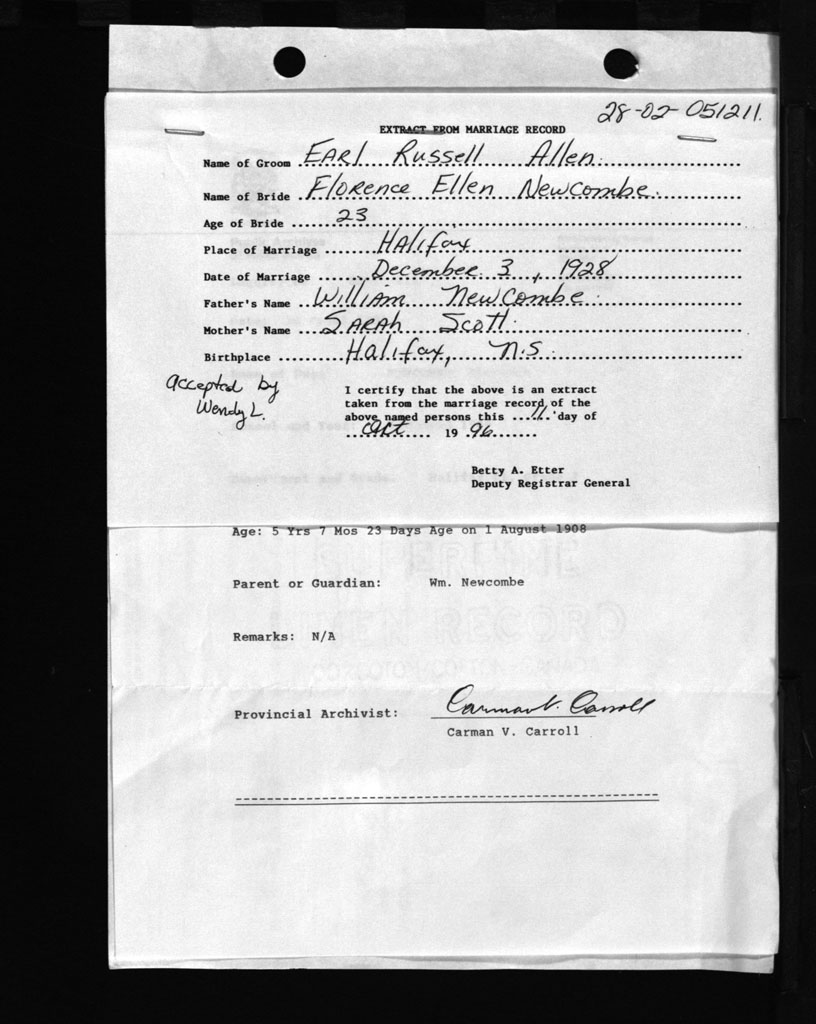 28-02-051211.
EXTRACT FROM MARRIAGE RECORD
Name of Groom ... EARl Russell Allen.
Name of Bride ... Florence Ellen Newcombe.
Age of Bride ... 23
Place of Marriage ... HAlifax
Date of Marriage ... December 3, 1928
Father's Name ... William Newcombe.
Mother's Name ... SARAh Scott.
Birthplace ... Halifax, N.S.
accepted by
Wendy L.
I certify that the above is an extract
taken from the marriage record of the
above named persons this ... 11 day of
... Oct ... 19 96 ...
Betty A. Etter
Deputy Registrar General
Age: 5 Yrs 7 Mos 23 Days Age on 1 August 1908
Parent or Guardian: Wm. Newcombe
Remarks: N/A
Provincial Archivist: Carman V. Carroll
Carman V. Carroll